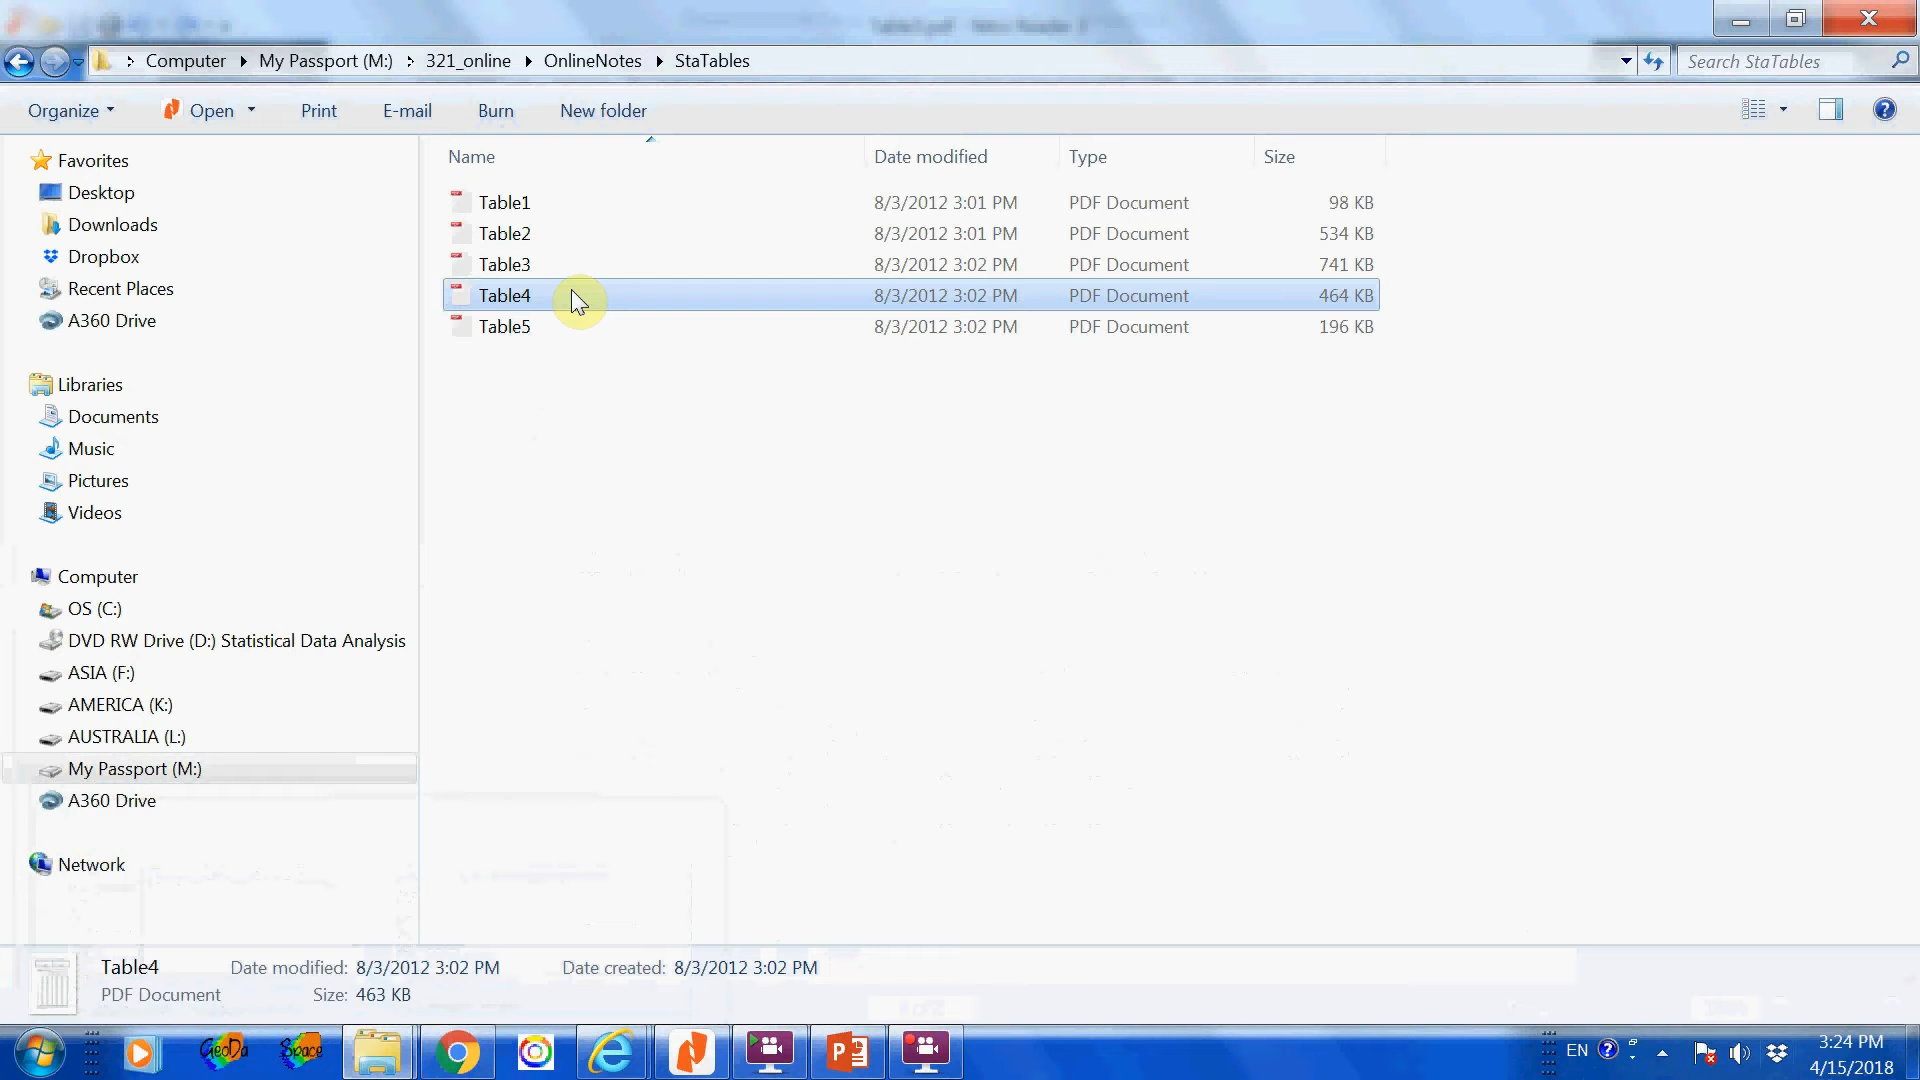 Computer My Passport (M:) 321_online OnlineNotes StaTables
Search StaTables
Organize Open Print E-mail Burn New folder
Name Date modified Type Size
Favorites
Desktop
Downloads
Dropbox
Recent Places
A360 Drive
Libraries
Documents
Music
Pictures
Videos
Computer
OS (C:)
DVD RW Drive (D:) Statistical Data Analysis
ASIA (F:)
AMERICA (K:)
AUSTRALIA (L:)
My Passport (M:)
A360 Drive
Network
Table1 8/3/2012 3:01 PM PDF Document 98 KB
Table2 8/3/2012 3:01 PM PDF Document 534 KB
Table3 8/3/2012 3:02 PM PDF Document 741 KB
Table4 8/3/2012 3:02 PM PDF Document 464 KB
Table5 8/3/2012 3:02 PM PDF Document 196 KB
Table4 Date modified: 8/3/2012 3:02 PM Date created: 8/3/2012 3:02 PM
PDF Document Size: 463 KB
GeoDa
Space
EN
3:24 PM
4/15/2018